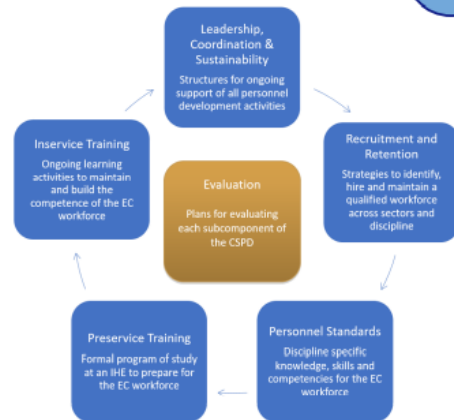 Leadership,
Coordination &
Sustainability
Structures for ongoing
support of all personnel
development activities
Recruitment and
Retention
Strategies to identify,
hire and maintain a
qualified workforce
across sectors and
discipline
Personnel Standards
Discipline specific
knowledge, skills and
competencies for the EC
workforce
Preservice Training
Formal program of study
at an IHE to prepare for
the EC workforce
Inservice Training
Ongoing learning
activities to maintain
and build the
competence of the EC
workforce
Evaluation
Plans for evaluating
each subcomponent of
the CSPD